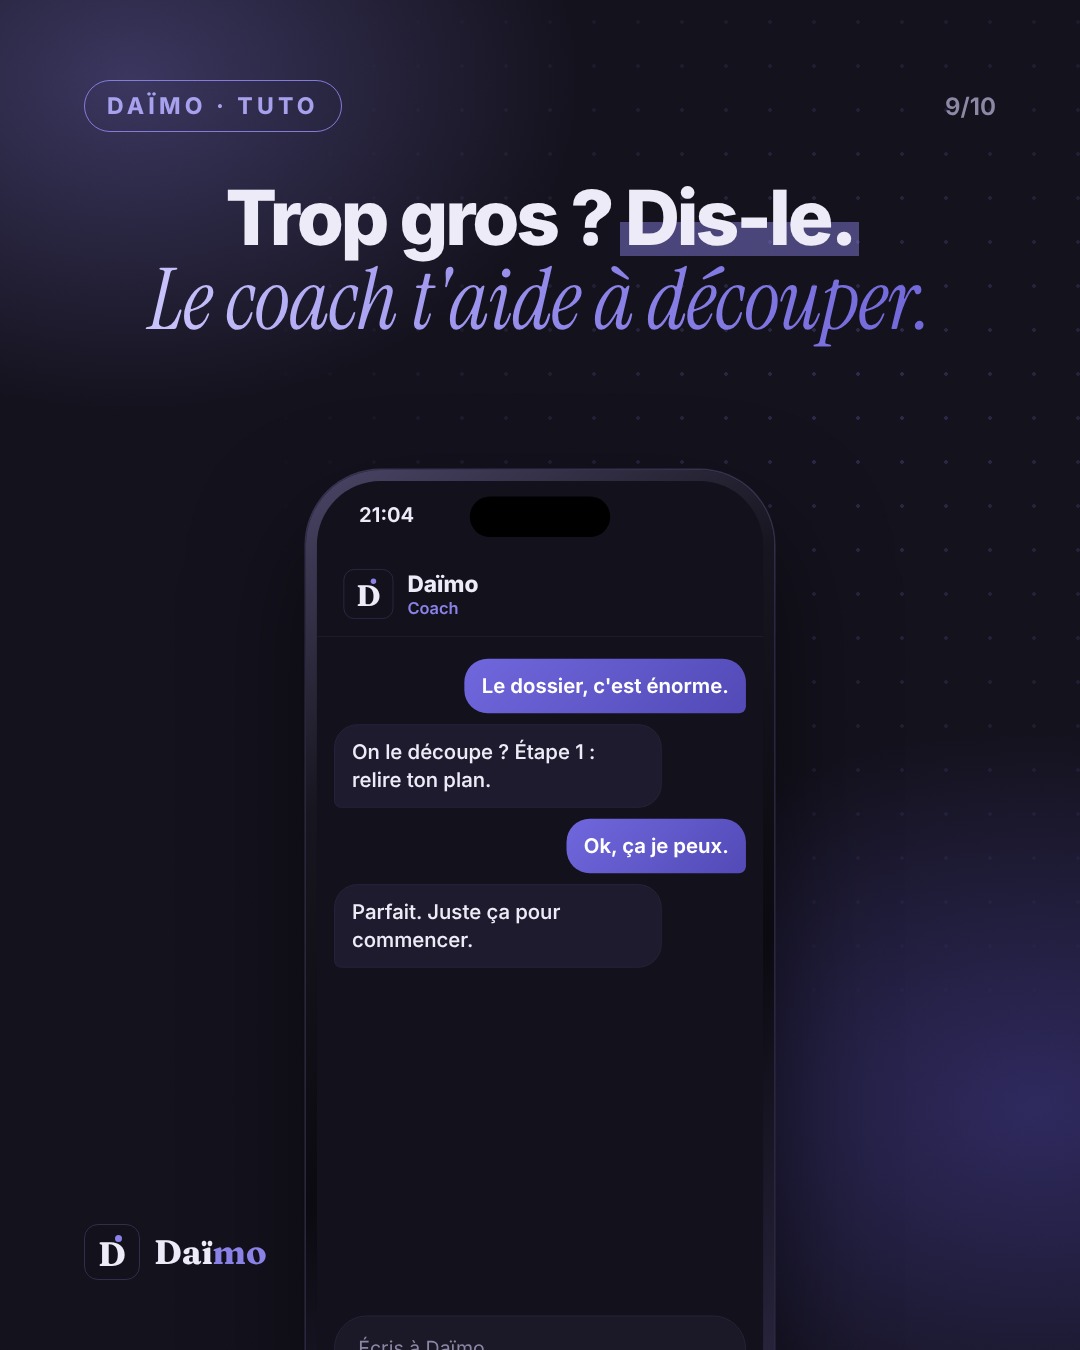 DAÏMO · TUTO
9/10
Trop gros ? Dis-le.
Le coach t'aide à découper.
21:04
D
Daïmo
Coach
Le dossier, c'est énorme.
On le découpe ? Étape 1 :
relire ton plan.
Ok, ça je peux.
Parfait. Juste ça pour
commencer.
D
Daïmo
Écris à Daïmo